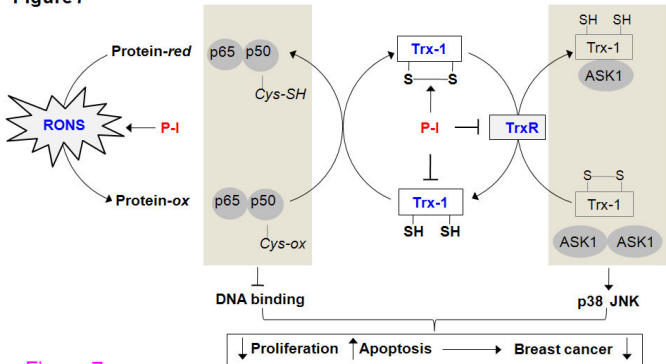 Figure 7
Protein-red
RONS
P-I
Protein-ox
p65 p50
Cys-SH
p65 p50
Cys-ox
DNA binding
Trx-1
S S
P-I
TrxR
Trx-1
SH SH
SH SH
Trx-1
ASK1
S S
Trx-1
ASK1 ASK1
p38 JNK
Proliferation Apoptosis Breast cancer